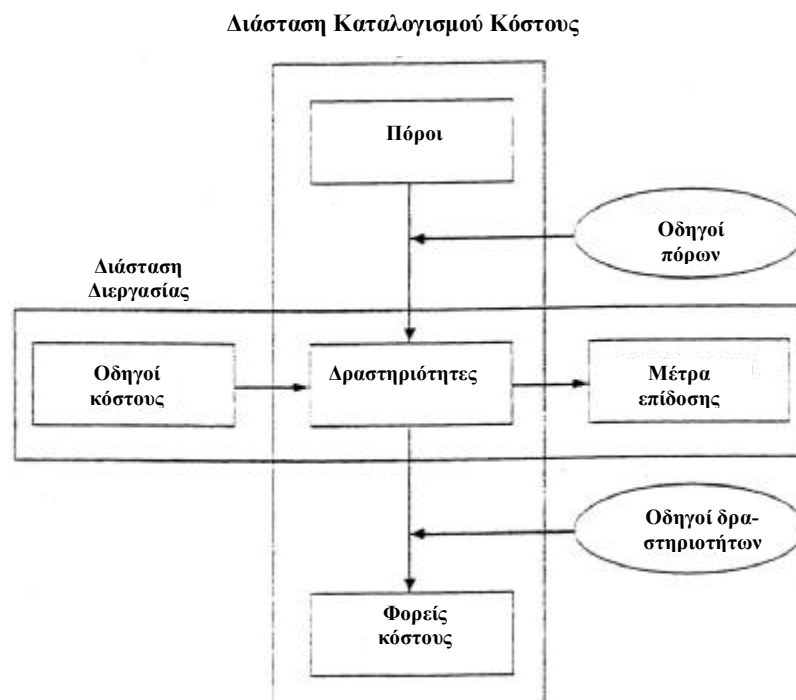 Διάσταση Καταλογισμού Κόστους
Πόροι
Οδηγοί
πόρων
Διάσταση
Διεργασίας
Οδηγοί
κόστους
Δραστηριότητες
Μέτρα
επίδοσης
Οδηγοί δρα-
στηριοτήτων
Φορείς
κόστους